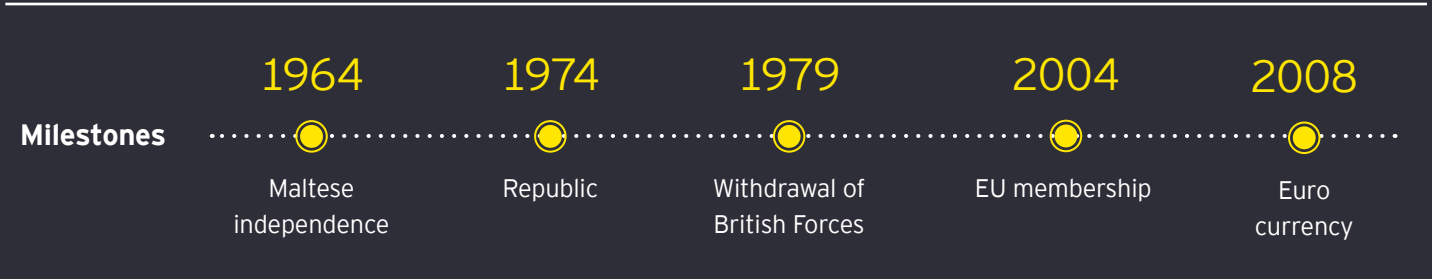 1964
1974
1979
2004
2008
Milestones
Maltese
independence
Republic
Withdrawal of
British Forces
EU membership
Euro
currency